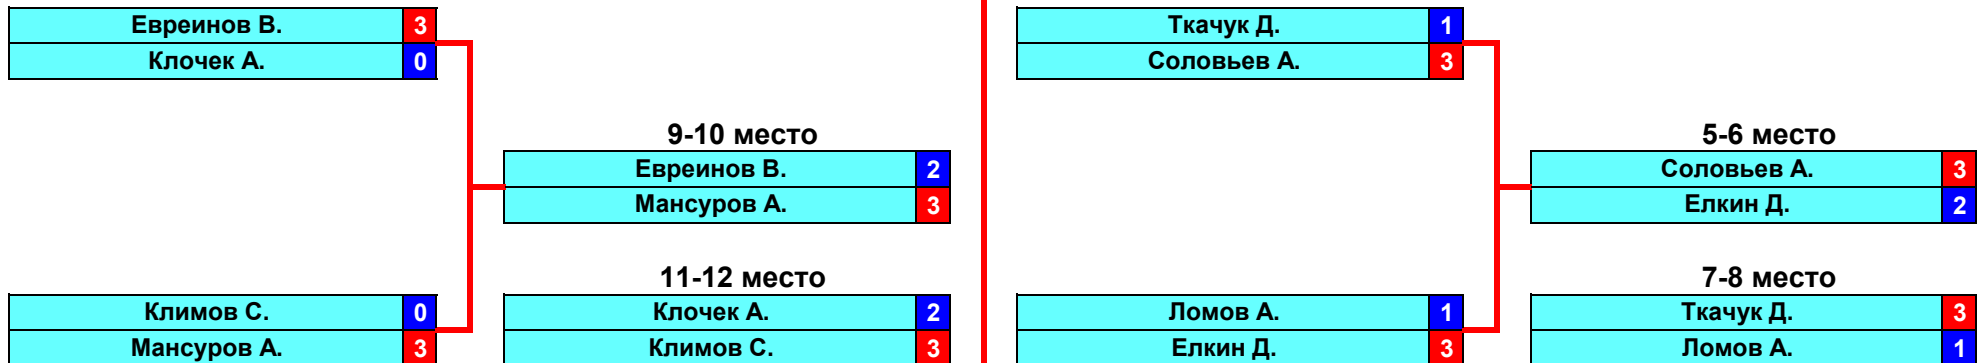 Евреинов В. 3
Клочек А. 0
9-10 место
Евреинов В. 2
Мансуров А. 3
11-12 место
Климов С. 0
Мансуров А. 3
Клочек А. 2
Климов С. 3
Ткачук Д. 1
Соловьев А. 3
5-6 место
Соловьев А. 3
Елкин Д. 2
7-8 место
Ломов А. 1
Елкин Д. 3
Ткачук Д. 3
Ломов А. 1